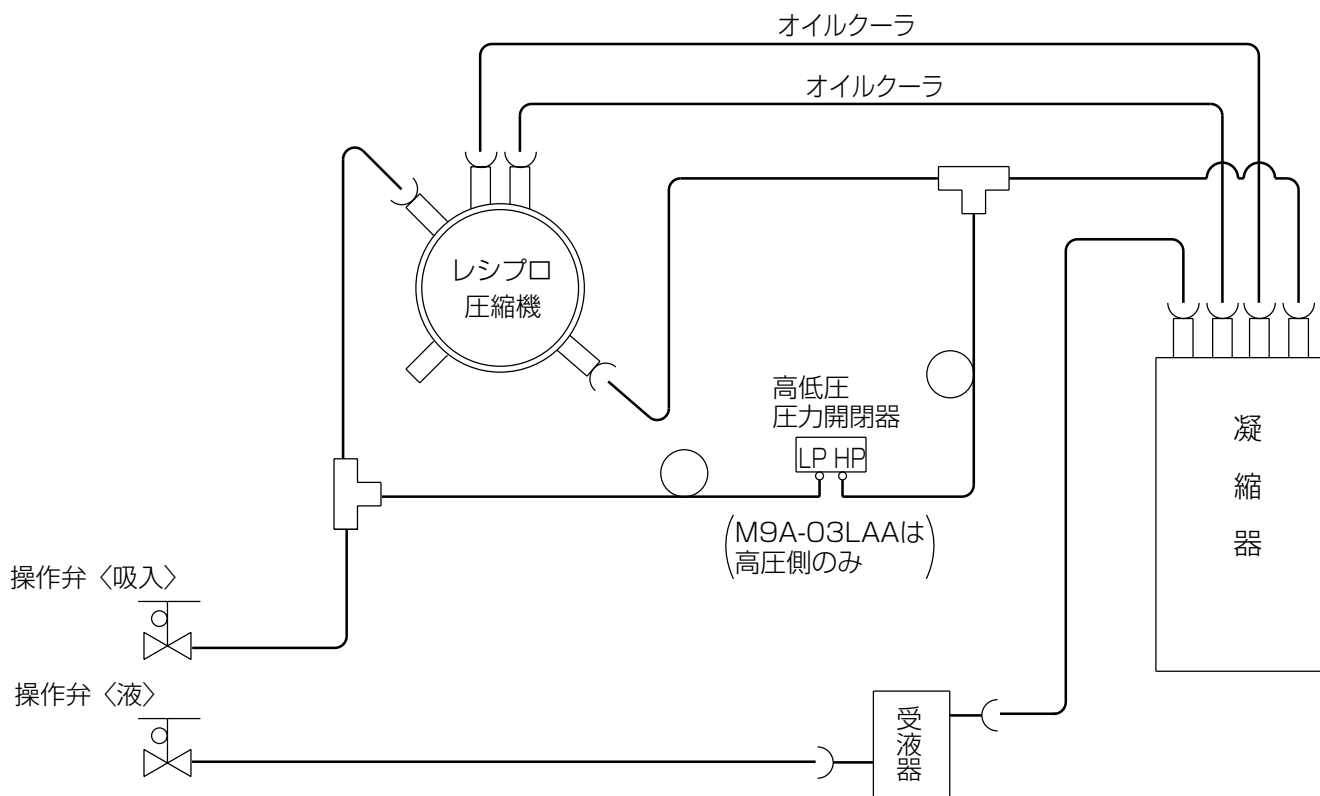 オイルクーラ
オイルクーラ
レシプロ
圧縮機
高低圧
圧力開閉器
LP HP
(M9A-03LAAは
高圧側のみ)
凝
縮
器
操作弁〈吸入〉
操作弁〈液〉
受
液
器